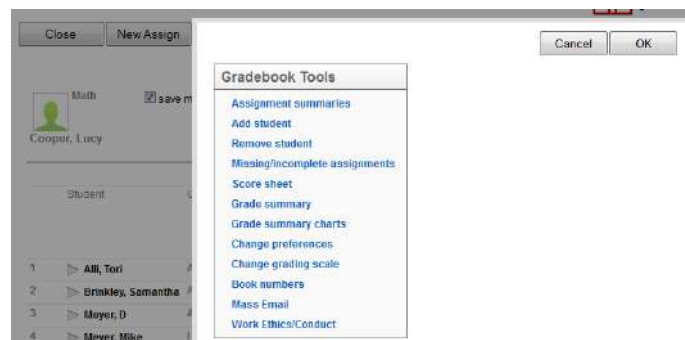 Close New Assign
Cancel OK
Gradebook Tools
Math save m
Cooper, Lucy
Assignment summaries
Add student
Remove student
Missing/incomplete assignments
Score sheet
Grade summary
Grade summary charts
Change preferences
Change grading scale
Book numbers
Mass Email
Work Ethics/Conduct
Student
1 Alli, Tori
2 Brinkley, Samantha
3 Meyer, D
4 Meyer, Mike